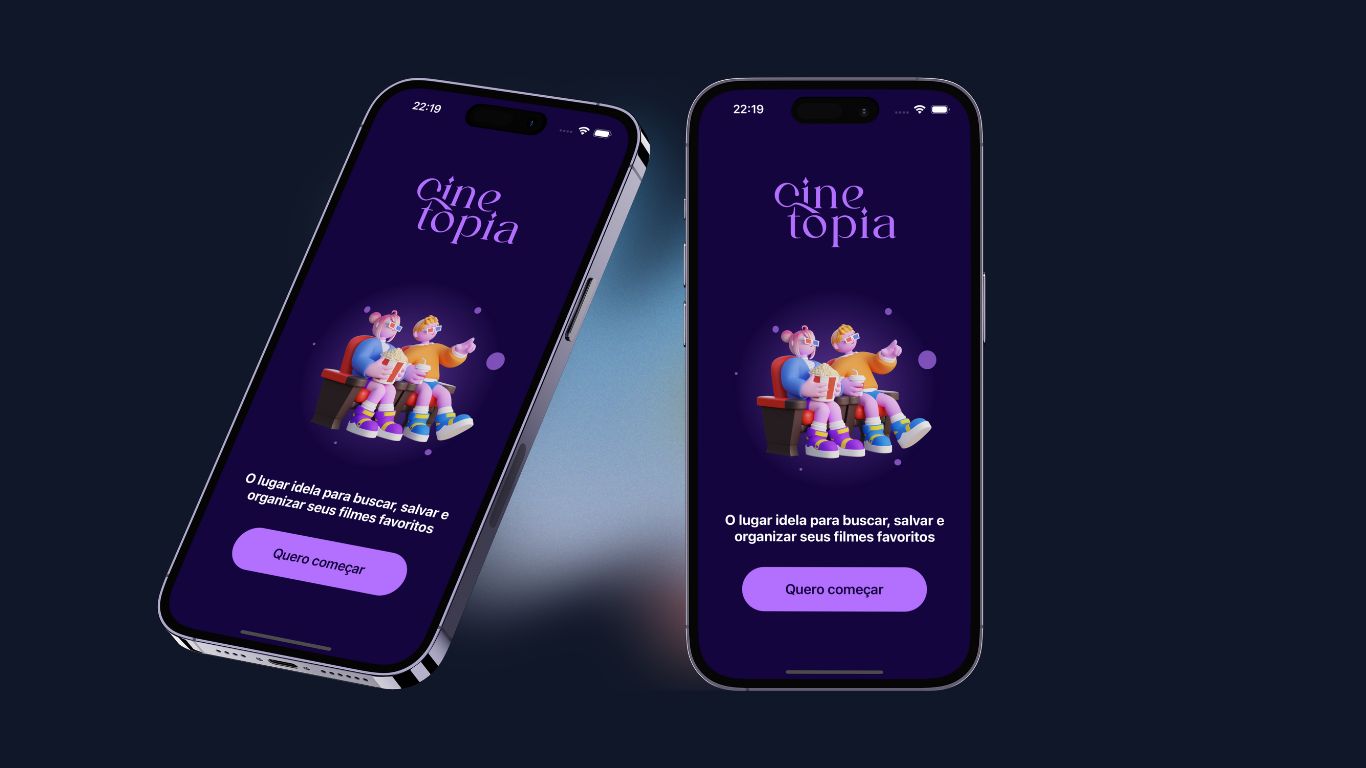 22:19
cine
topia
O lugar idela para buscar, salvar e
organizar seus filmes favoritos
Quero começar
22:19
cine
topia
O lugar idela para buscar, salvar e
organizar seus filmes favoritos
Quero começar